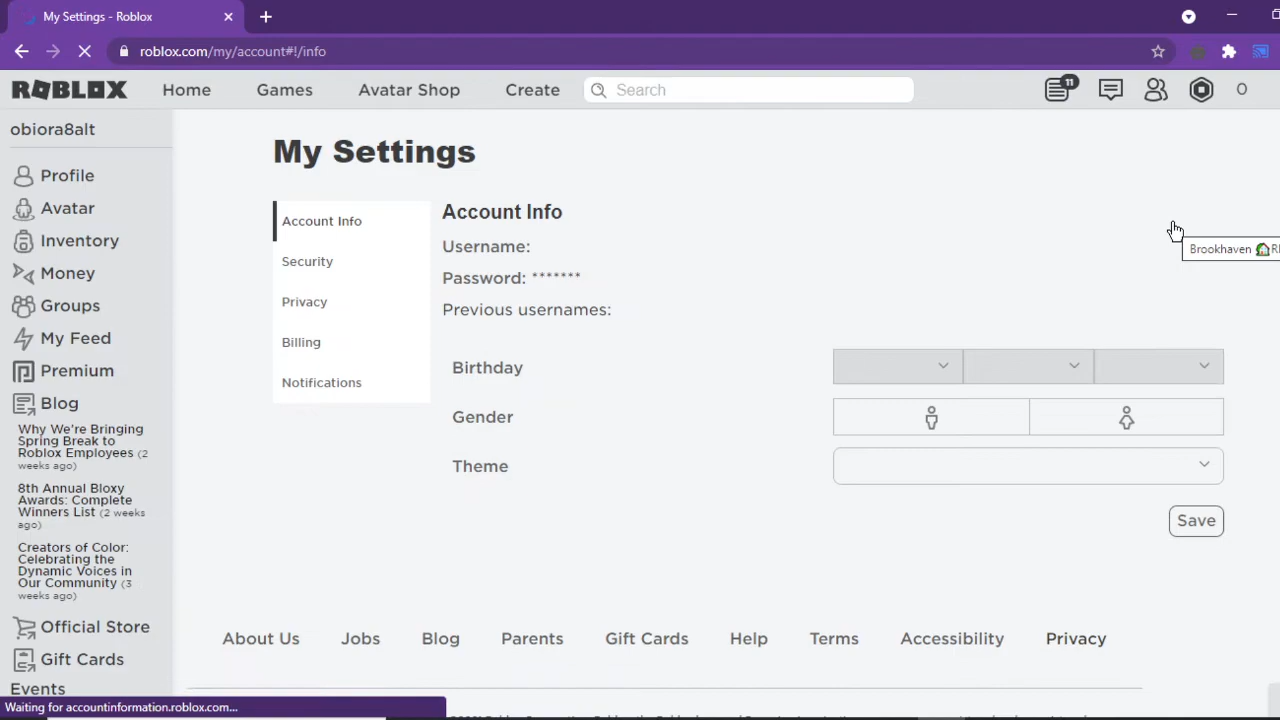 My Settings - Roblox
roblox.com/my/account#!/info
ROBLOX
Home
Games
Avatar Shop
Create
Search
11
0
obiora8alt
Profile
Avatar
Inventory
Money
Groups
My Feed
Premium
Blog
Why We're Bringing
Spring Break to
Roblox Employees (2
weeks ago)
8th Annual Bloxy
Awards: Complete
Winners List (2 weeks
ago)
Creators of Color:
Celebrating the
Dynamic Voices in
Our Community (3
weeks ago)
Official Store
Gift Cards
Events
My Settings
Account Info
Security
Privacy
Billing
Notifications
Account Info
Username:
Password: *******
Previous usernames:
Birthday
Gender
Theme
Save
Brookhaven
About Us
Jobs
Blog
Parents
Gift Cards
Help
Terms
Accessibility
Privacy
Waiting for accountinformation.roblox.com...